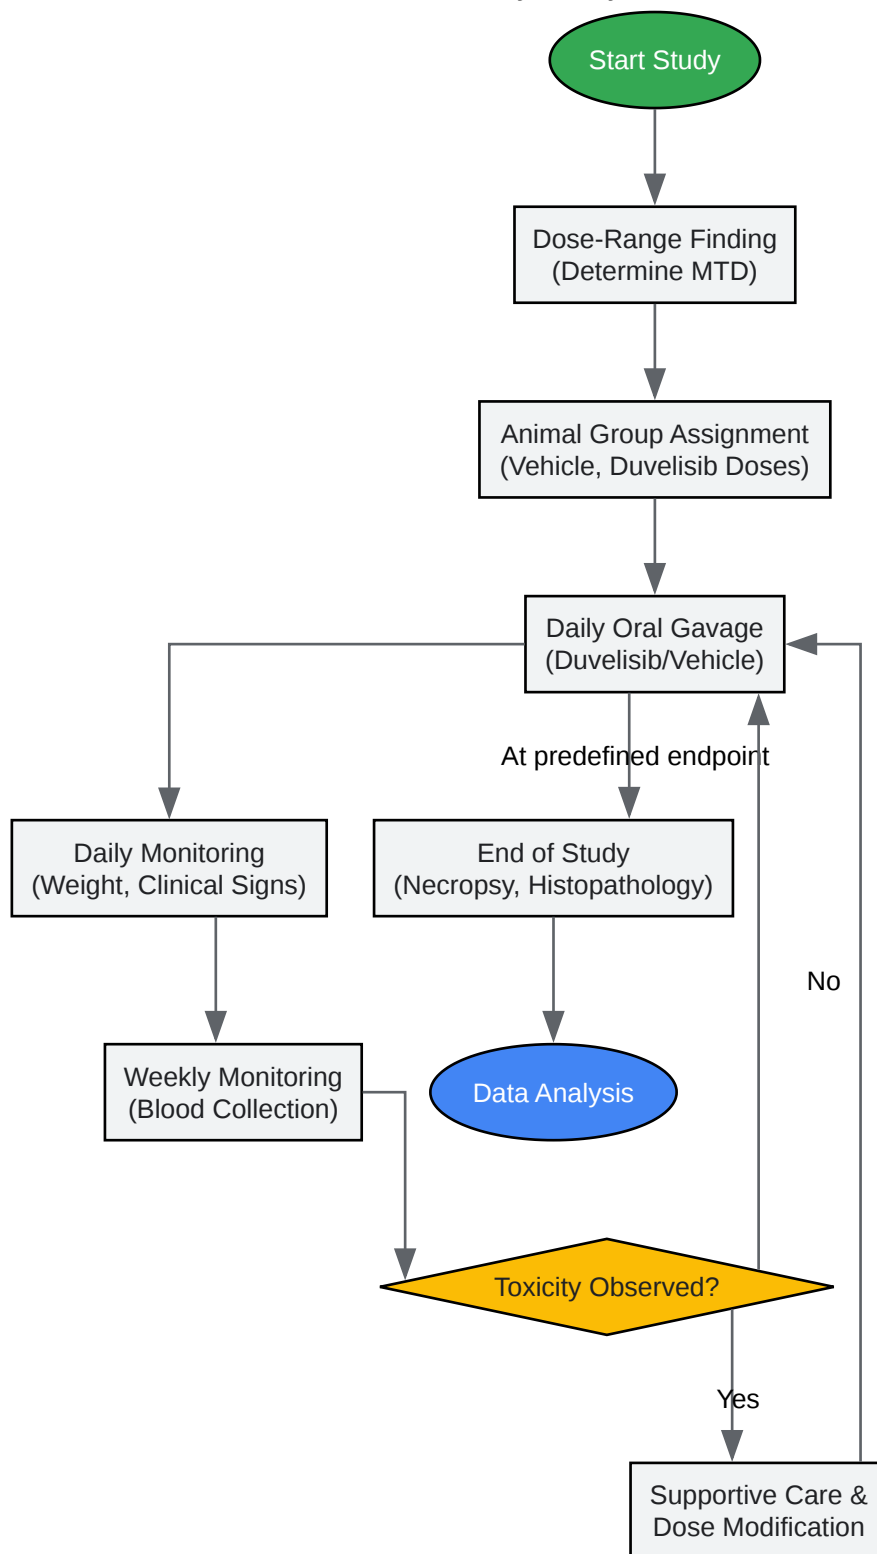 Start Study
Dose-Range Finding
(Determine MTD)
Animal Group Assignment
(Vehicle, Duvelisib Doses)
Daily Oral Gavage
(Duvelisib/Vehicle)
At predefined endpoint
Daily Monitoring
(Weight, Clinical Signs)
End of Study
(Necropsy, Histopathology)
No
Weekly Monitoring
(Blood Collection)
Data Analysis
Toxicity Observed?
Yes
Supportive Care &
Dose Modification